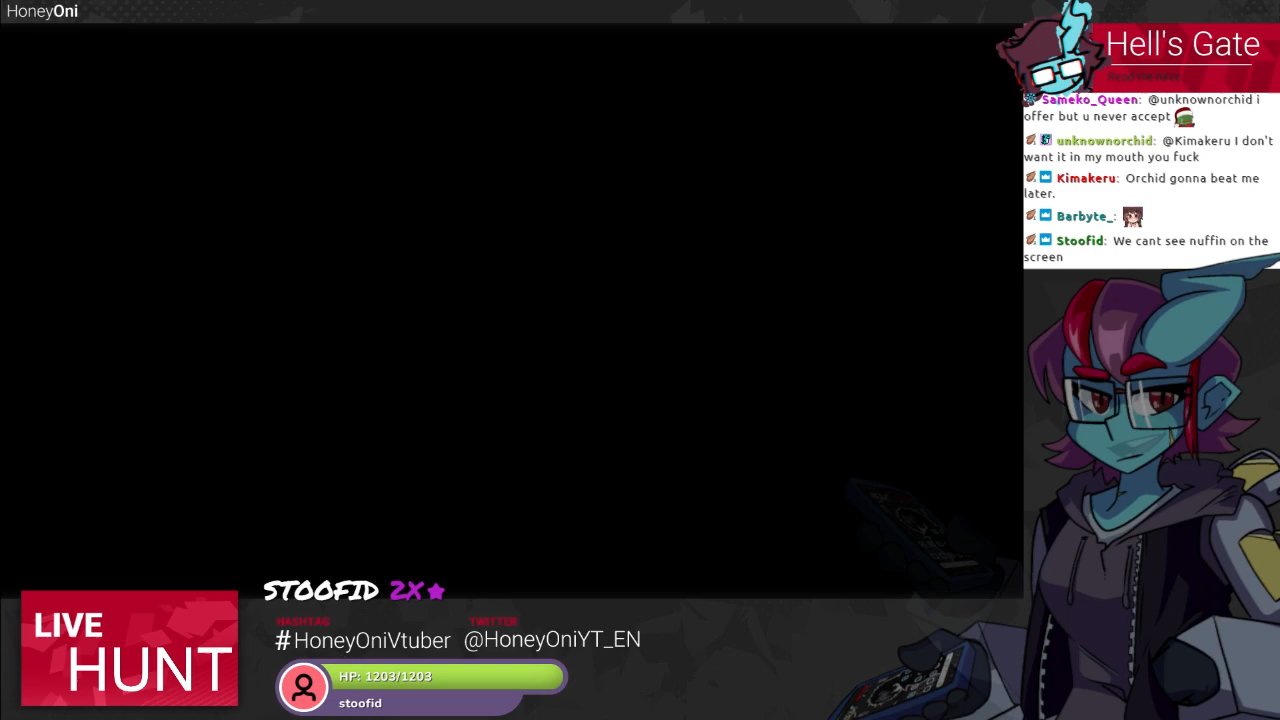 HoneyOni
Hell's Gate
Sameko_Queen: @unknownorchid i
offer but u never accept
unknownorchid: @Kimakeru I don't
want it in my mouth you fuck
Kimakeru: Orchid gonna beat me
later.
Barbyte_:
Stoofid: We cant see nuffin on the
screen
STOOFID 2X
LIVE
HUNT
HASHTAG
#HoneyOniVtuber
TWITTER
@HoneyOniYT_EN
HP: 1203/1203
stoofid